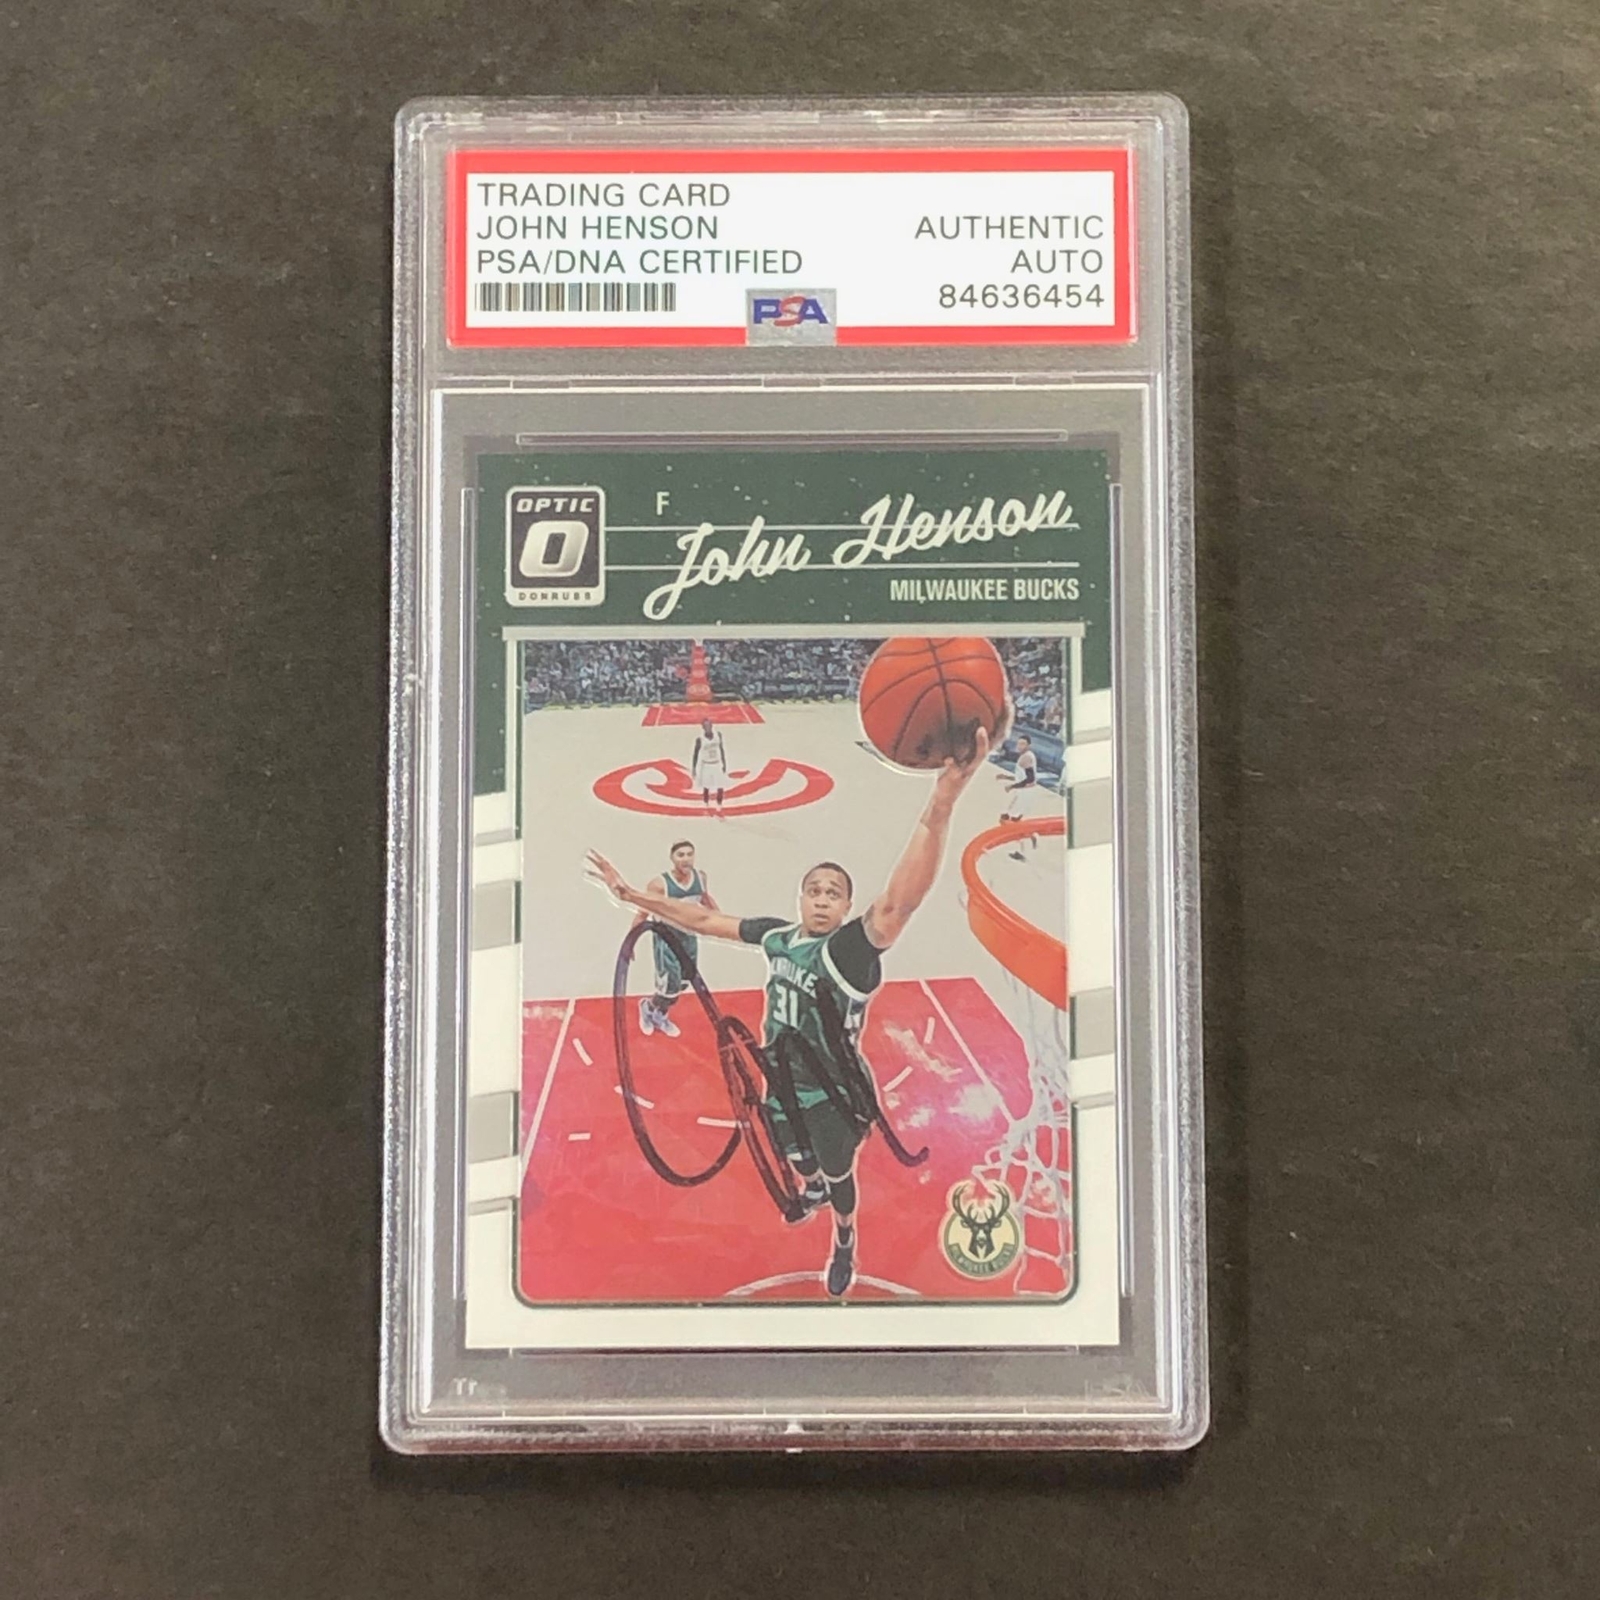 TRADING CARD
JOHN HENSON
PSA/DNA CERTIFIED
AUTHENTIC
AUTO
84636454
PSA
OPTIC
O
DONRUSS
F
John Henson
MILWAUKEE BUCKS
31
MILWAUKEE BUCKS